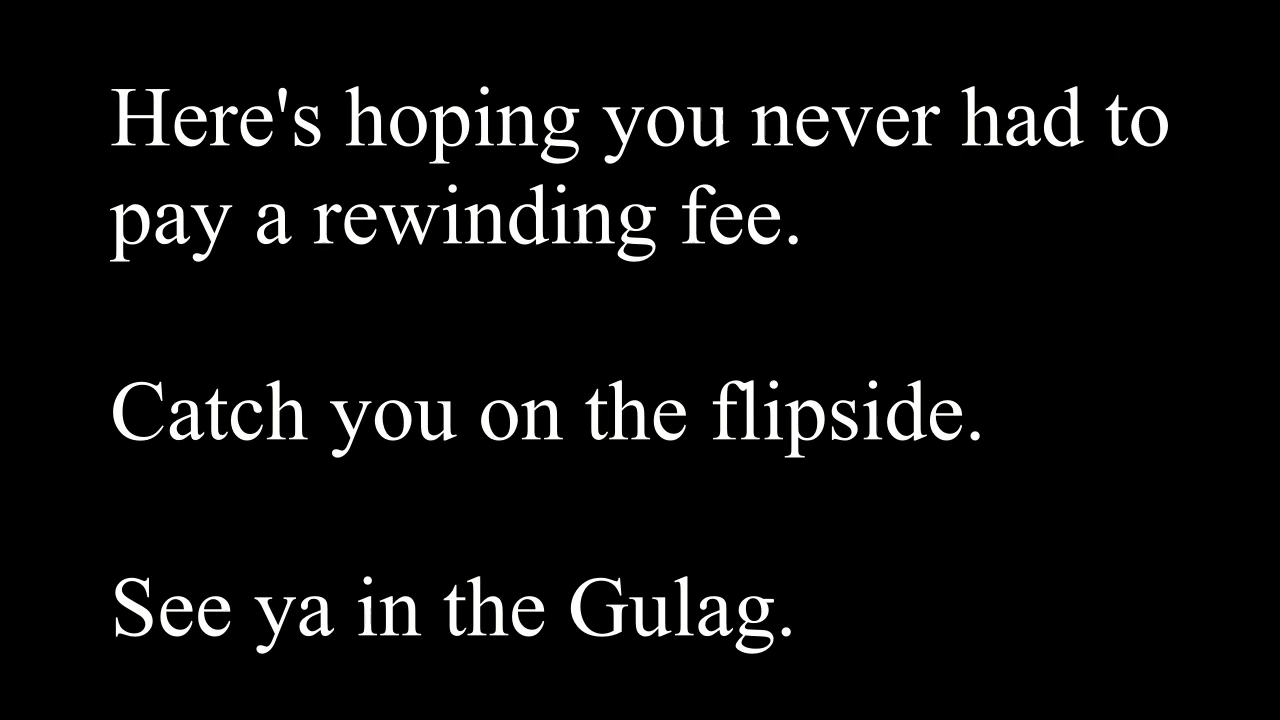 Here's hoping you never had to
pay a rewinding fee.
Catch you on the flipside.
See ya in the Gulag.